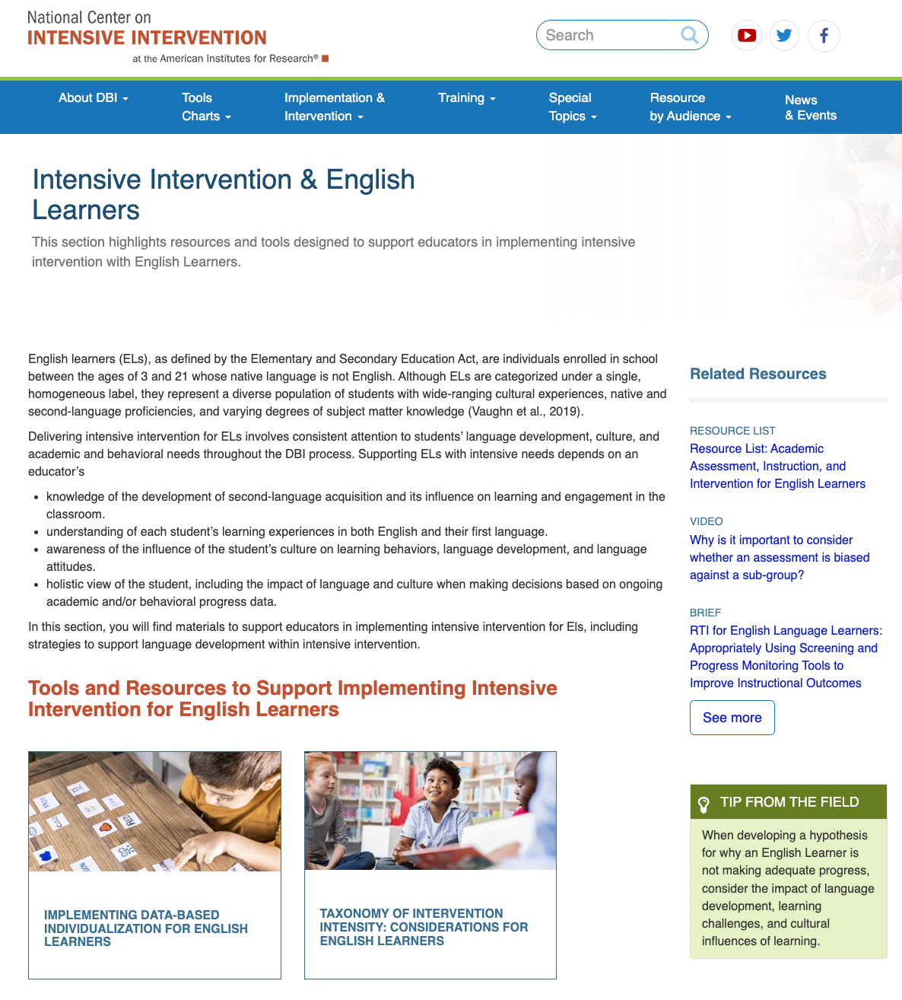 National Center on
INTENSIVE INTERVENTION
at the American Institutes for Research®
Search
About DBI
Tools
Charts
Implementation &
Intervention
Training
Special
Topics
Resource
by Audience
News
& Events
Intensive Intervention & English
Learners
This section highlights resources and tools designed to support educators in implementing intensive
intervention with English Learners.
English learners (ELs), as defined by the Elementary and Secondary Education Act, are individuals enrolled in school
between the ages of 3 and 21 whose native language is not English. Although ELs are categorized under a single,
homogeneous label, they represent a diverse population of students with wide-ranging cultural experiences, native and
second-language proficiencies, and varying degrees of subject matter knowledge (Vaughn et al., 2019).
Delivering intensive intervention for ELs involves consistent attention to students’ language development, culture, and
academic and behavioral needs throughout the DBI process. Supporting ELs with intensive needs depends on an
educator’s
• knowledge of the development of second-language acquisition and its influence on learning and engagement in the
classroom.
• understanding of each student’s learning experiences in both English and their first language.
• awareness of the influence of the student’s culture on learning behaviors, language development, and language
attitudes.
• holistic view of the student, including the impact of language and culture when making decisions based on ongoing
academic and/or behavioral progress data.
In this section, you will find materials to support educators in implementing intensive intervention for Els, including
strategies to support language development within intensive intervention.
Tools and Resources to Support Implementing Intensive
Intervention for English Learners
RED
IMPLEMENTING DATA-BASED
INDIVIDUALIZATION FOR ENGLISH
LEARNERS
TAXONOMY OF INTERVENTION
INTENSITY: CONSIDERATIONS FOR
ENGLISH LEARNERS
Related Resources
RESOURCE LIST
Resource List: Academic
Assessment, Instruction, and
Intervention for English Learners
VIDEO
Why is it important to consider
whether an assessment is biased
against a sub-group?
BRIEF
RTI for English Language Learners:
Appropriately Using Screening and
Progress Monitoring Tools to
Improve Instructional Outcomes
See more
TIP FROM THE FIELD
When developing a hypothesis
for why an English Learner is
not making adequate progress,
consider the impact of language
development, learning
challenges, and cultural
influences of learning.